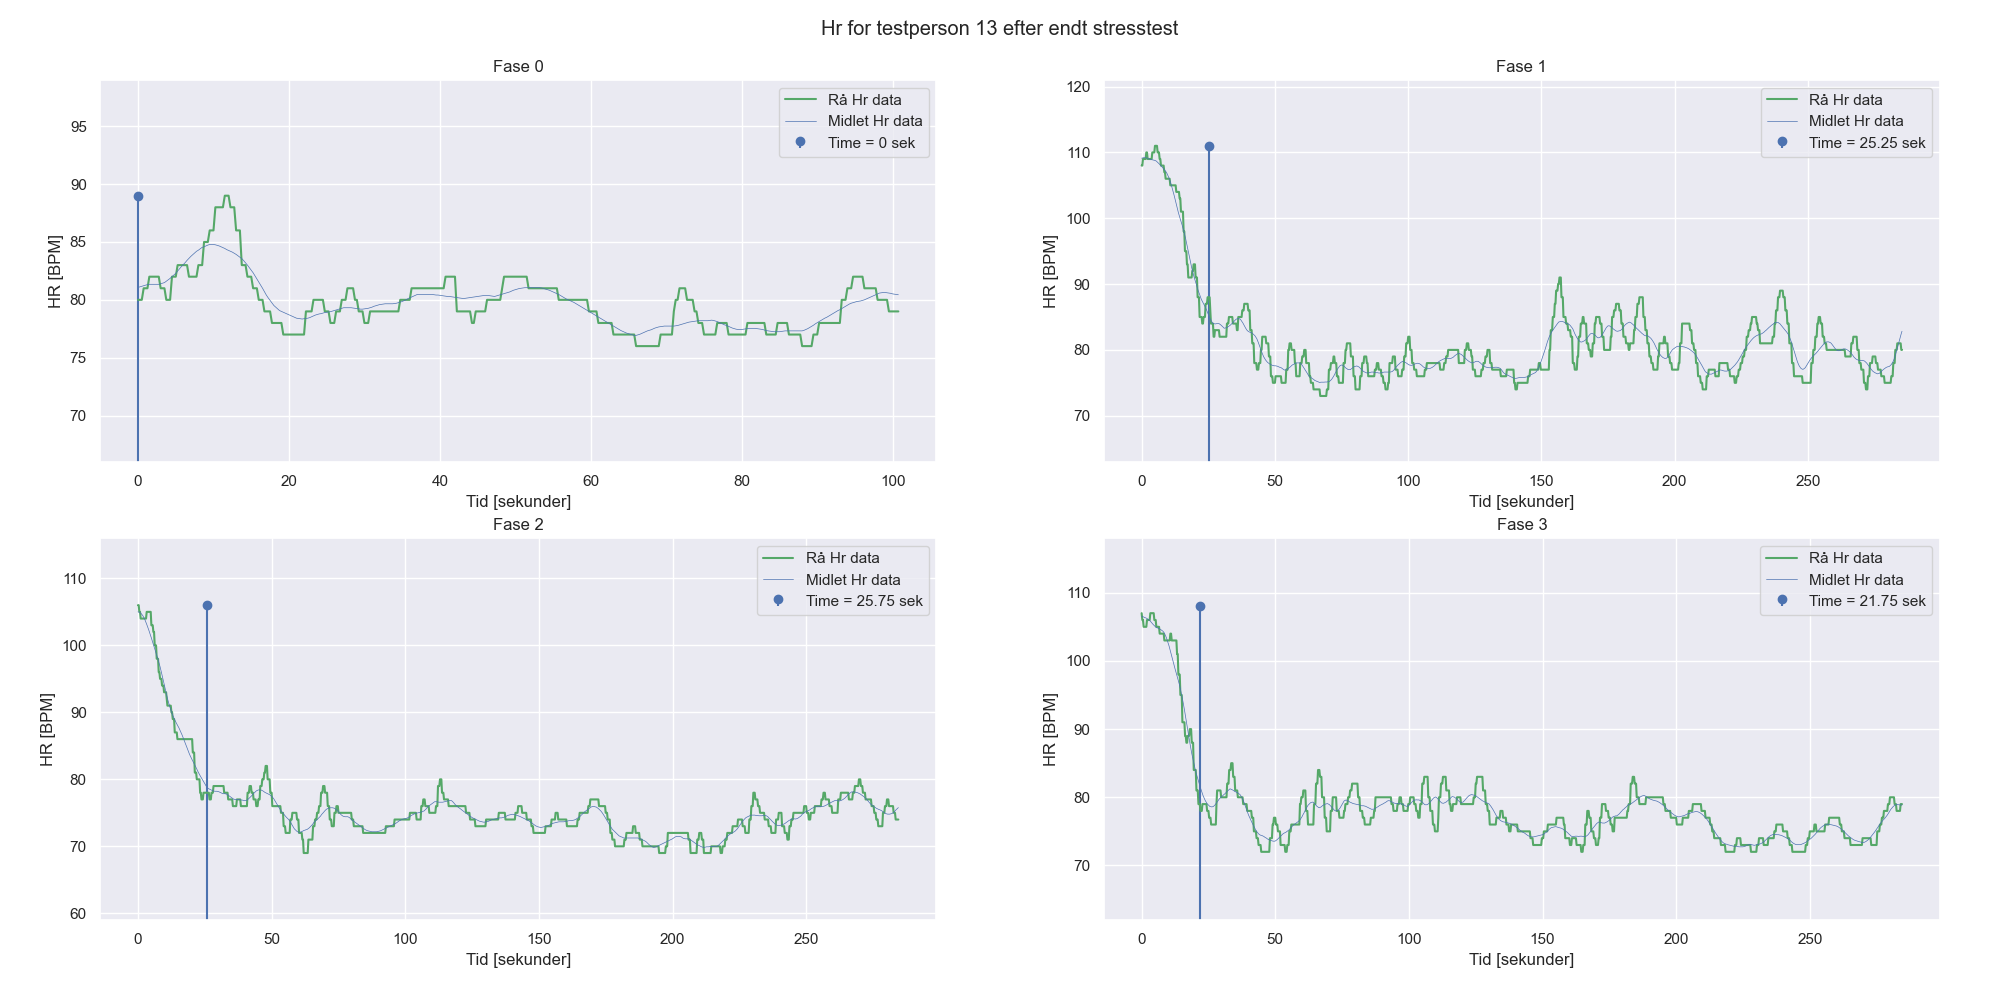 Hr for testperson 13 efter endt stresstest
Fase 0
HR [BPM]
95
90
85
80
75
70
Rå Hr data
Midlet Hr data
Time = 0 sek
0 20 40 60 80 100
Tid [sekunder]
Fase 1
HR [BPM]
120
110
100
90
80
70
Rå Hr data
Midlet Hr data
Time = 25.25 sek
0 50 100 150 200 250
Tid [sekunder]
Fase 2
HR [BPM]
110
100
90
80
70
60
Rå Hr data
Midlet Hr data
Time = 25.75 sek
0 50 100 150 200 250
Tid [sekunder]
Fase 3
HR [BPM]
110
100
90
80
70
Rå Hr data
Midlet Hr data
Time = 21.75 sek
0 50 100 150 200 250
Tid [sekunder]